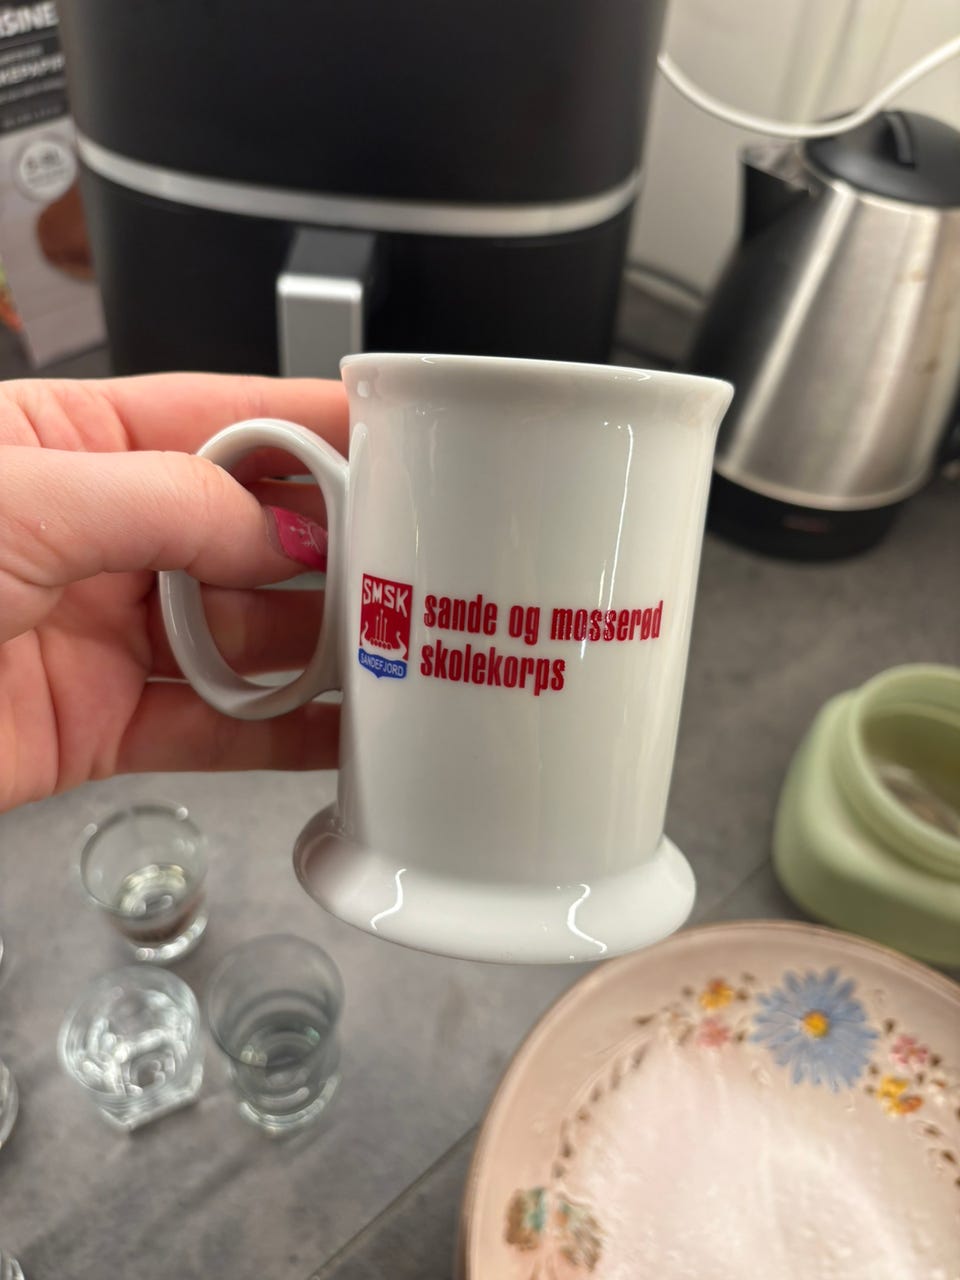 SMSK
SANDEFJORD
sande og mosserød
skolekorps